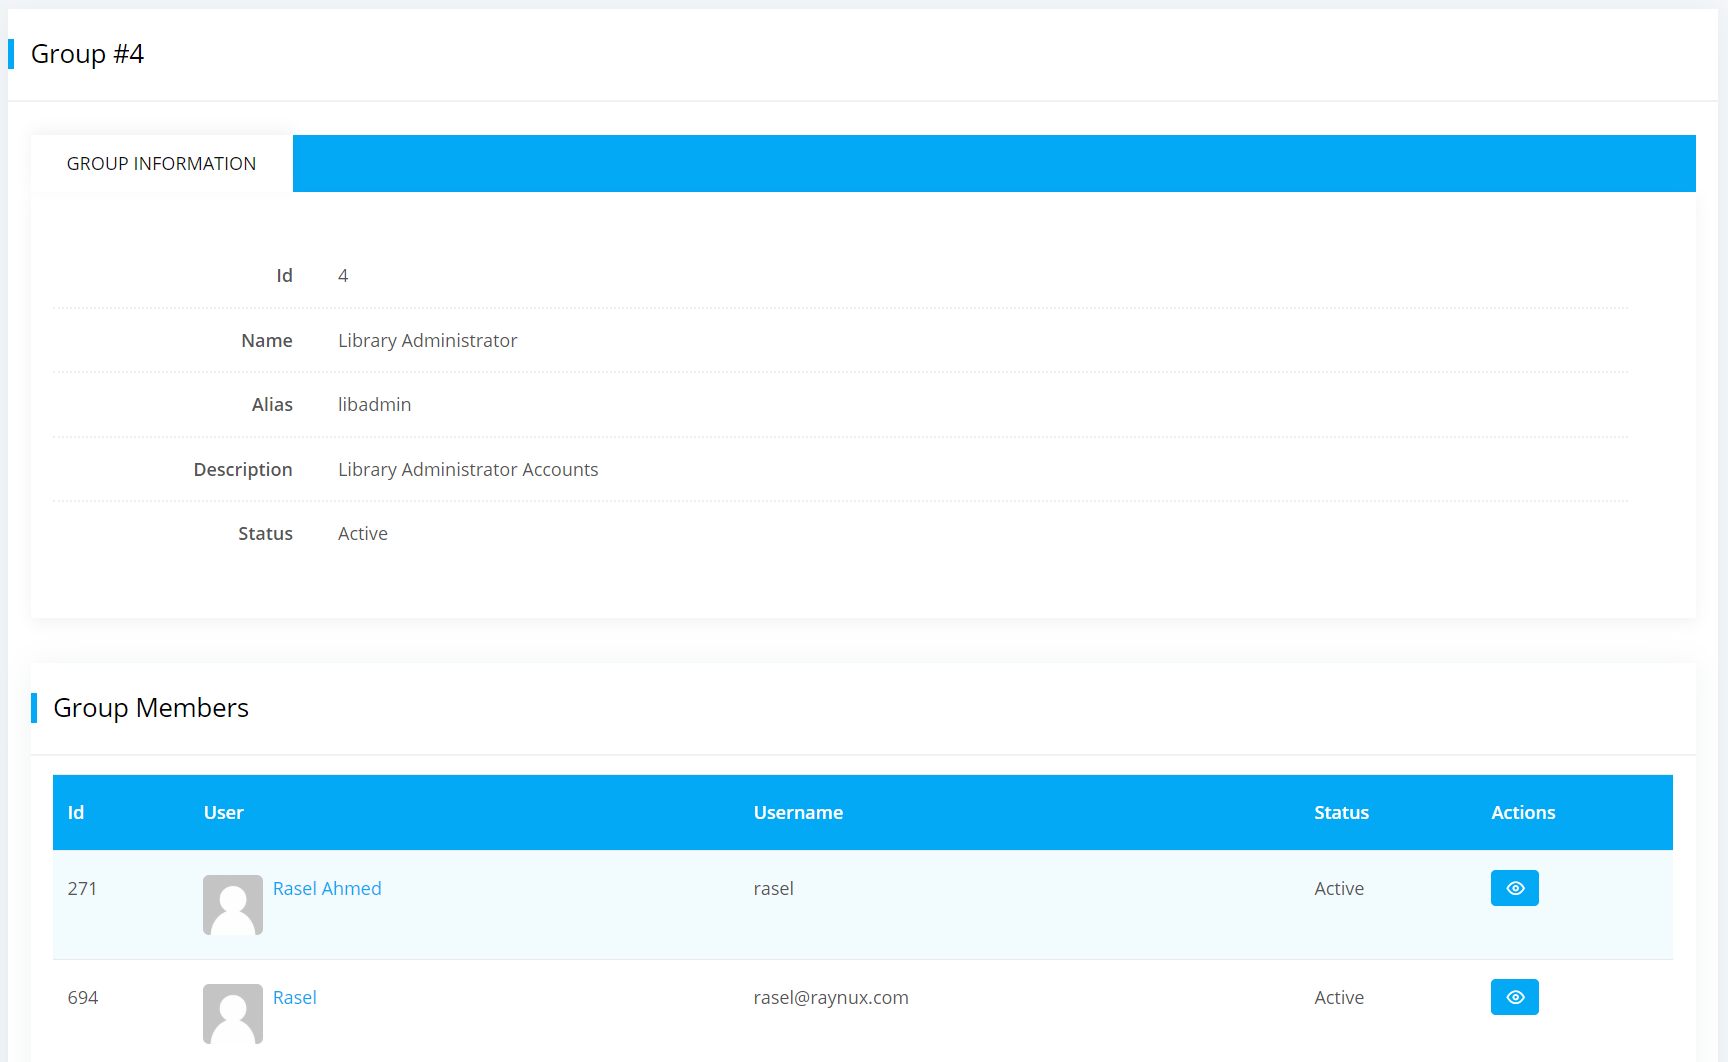 Group #4
GROUP INFORMATION
Id 4
Name Library Administrator
Alias libadmin
Description Library Administrator Accounts
Status Active
Group Members
Id User Username Status Actions
271 Rasel Ahmed rasel Active
694 Rasel rasel@raynux.com Active